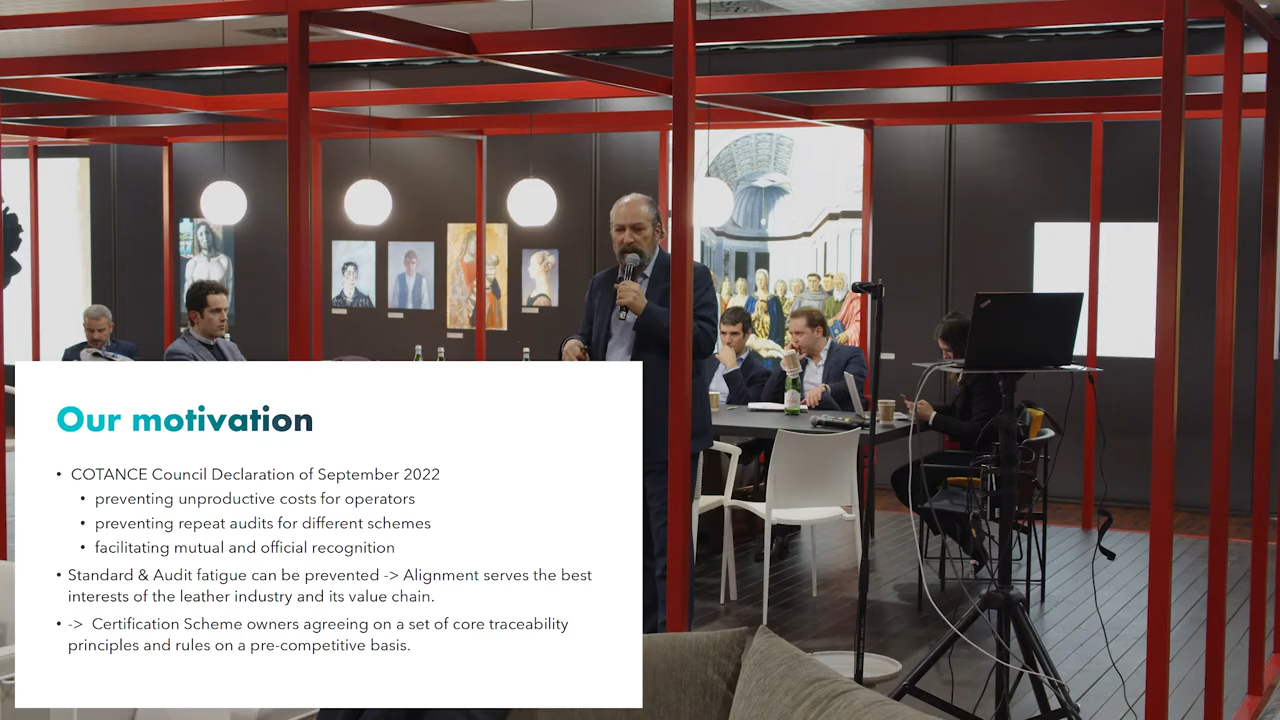 Our motivation
• COTANCE Council Declaration of September 2022
• preventing unproductive costs for operators
• preventing repeat audits for different schemes
• facilitating mutual and official recognition
• Standard & Audit fatigue can be prevented -> Alignment serves the best
interests of the leather industry and its value chain.
• -> Certification Scheme owners agreeing on a set of core traceability
principles and rules on a pre-competitive basis.